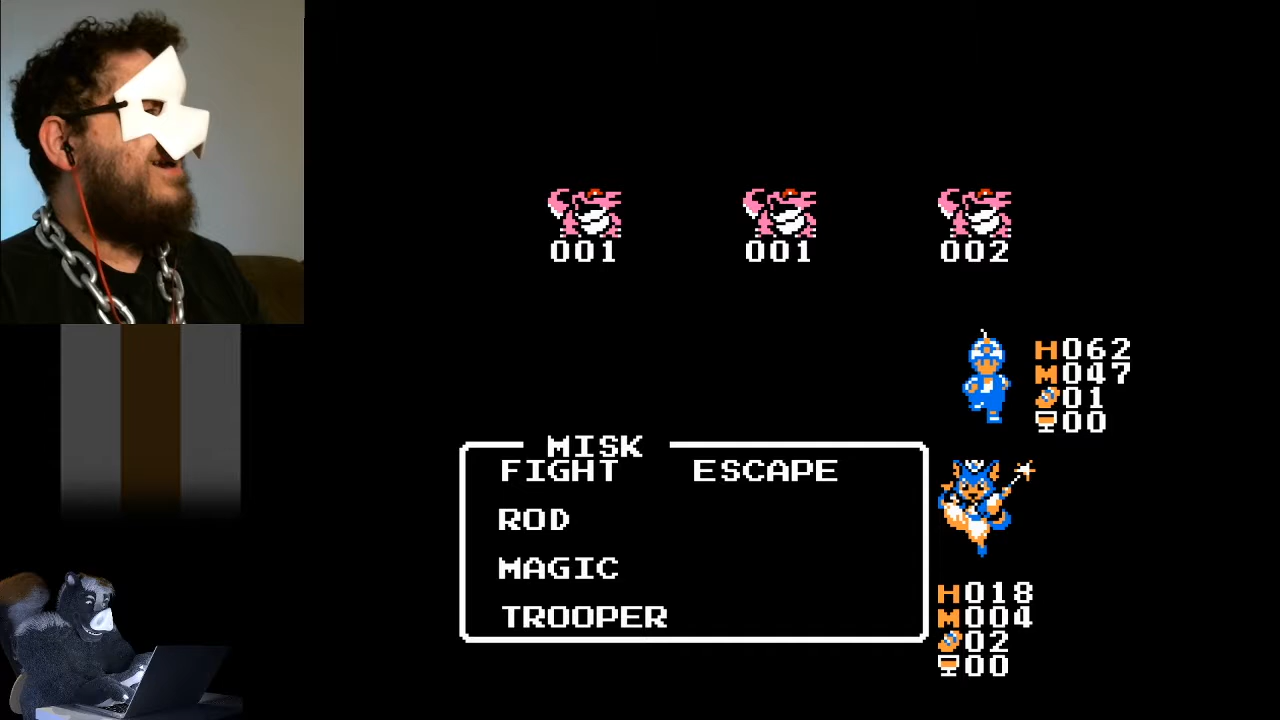 001 001 002
H062
M047
01
00
MISK
FIGHT ESCAPE
ROD
MAGIC
TROOPER
H018
M004
02
00